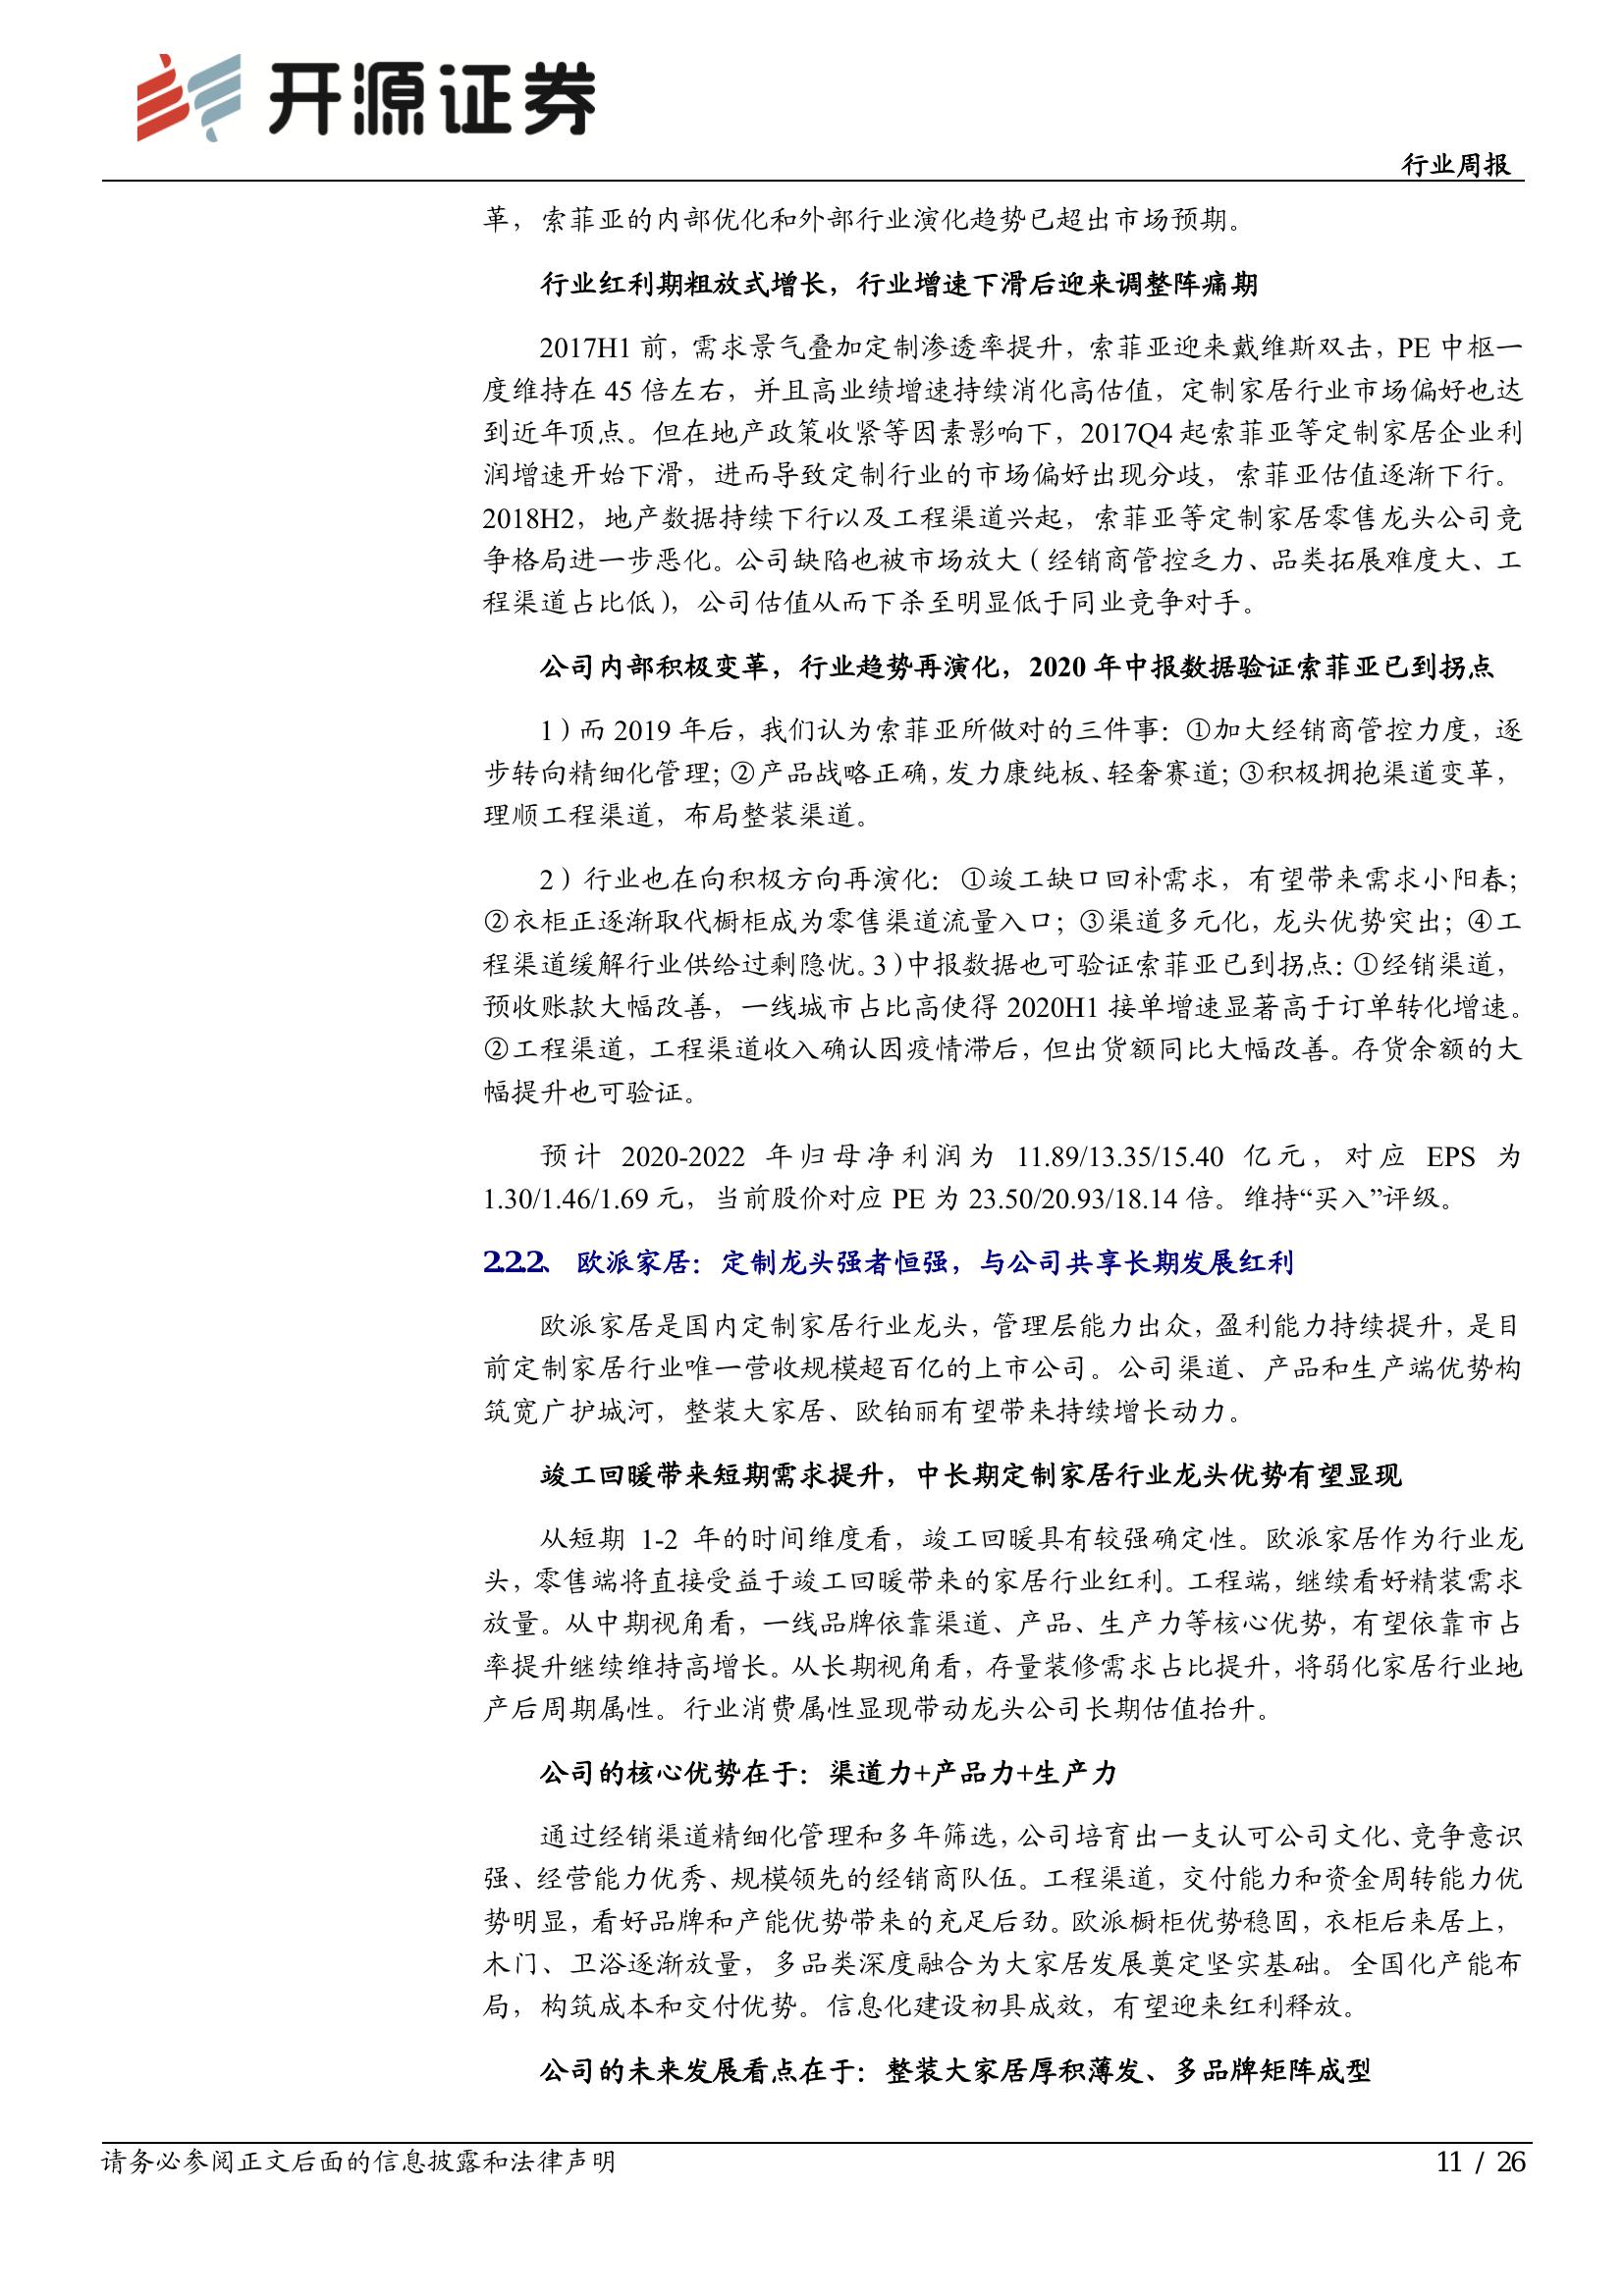 开源证券
行业周报
革，索菲亚的内部优化和外部行业演化趋势已超出市场预期。
行业红利期粗放式增长，行业增速下滑后迎来调整阵痛期
2017H1 前，需求景气叠加定制渗透率提升，索菲亚迎来戴维斯双击，PE 中枢一
度维持在 45 倍左右，并且高业绩增速持续消化高估值，定制家居行业市场偏好也达
到近年顶点。但在地产政策收紧等因素影响下，2017Q4 起索菲亚等定制家居企业利
润增速开始下滑，进而导致定制行业的市场偏好出现分歧，索菲亚估值逐渐下行。
2018H2，地产数据持续下行以及工程渠道兴起，索菲亚等定制家居零售龙头公司竞
争格局进一步恶化。公司缺陷也被市场放大（经销商管控乏力、品类拓展难度大、工
程渠道占比低），公司估值从而下杀至明显低于同业竞争对手。
公司内部积极变革，行业趋势再演化，2020 年中报数据验证索菲亚已到拐点
1）而 2019 年后，我们认为索菲亚所做对的三件事：①加大经销商管控力度，逐
步转向精细化管理；②产品战略正确，发力康纯板、轻奢赛道；③积极拥抱渠道变革，
理顺工程渠道，布局整装渠道。
2）行业也在向积极方向再演化：①竣工缺口回补需求，有望带来需求小阳春；
②衣柜正逐渐取代橱柜成为零售渠道流量入口；③渠道多元化，龙头优势突出；④工
程渠道缓解行业供给过剩隐忧。3）中报数据也可验证索菲亚已到拐点：①经销渠道，
预收账款大幅改善，一线城市占比高使得 2020H1 接单增速显著高于订单转化增速。
②工程渠道，工程渠道收入确认因疫情滞后，但出货额同比大幅改善。存货余额的大
幅提升也可验证。
预计 2020-2022 年归母净利润为 11.89/13.35/15.40 亿元，对应 EPS 为
1.30/1.46/1.69 元，当前股价对应 PE 为 23.50/20.93/18.14 倍。维持“买入”评级。
2.2.2、 欧派家居：定制龙头强者恒强，与公司共享长期发展红利
欧派家居是国内定制家居行业龙头，管理层能力出众，盈利能力持续提升，是目
前定制家居行业唯一营收规模超百亿的上市公司。公司渠道、产品和生产端优势构
筑宽广护城河，整装大家居、欧铂丽有望带来持续增长动力。
竣工回暖带来短期需求提升，中长期定制家居行业龙头优势有望显现
从短期 1-2 年的时间维度看，竣工回暖具有较强确定性。欧派家居作为行业龙
头，零售端将直接受益于竣工回暖带来的家居行业红利。工程端，继续看好精装需求
放量。从中期视角看，一线品牌依靠渠道、产品、生产力等核心优势，有望依靠市占
率提升继续维持高增长。从长期视角看，存量装修需求占比提升，将弱化家居行业地
产后周期属性。行业消费属性显现带动龙头公司长期估值抬升。
公司的核心优势在于：渠道力+产品力+生产力
通过经销渠道精细化管理和多年筛选，公司培育出一支认可公司文化、竞争意识
强、经营能力优秀、规模领先的经销商队伍。工程渠道，交付能力和资金周转能力优
势明显，看好品牌和产能优势带来的充足后劲。欧派橱柜优势稳固，衣柜后来居上，
木门、卫浴逐渐放量，多品类深度融合为大家居发展奠定坚实基础。全国化产能布
局，构筑成本和交付优势。信息化建设初具成效，有望迎来红利释放。
公司的未来发展看点在于：整装大家居厚积薄发、多品牌矩阵成型
请务必参阅正文后面的信息披露和法律声明
11 / 26